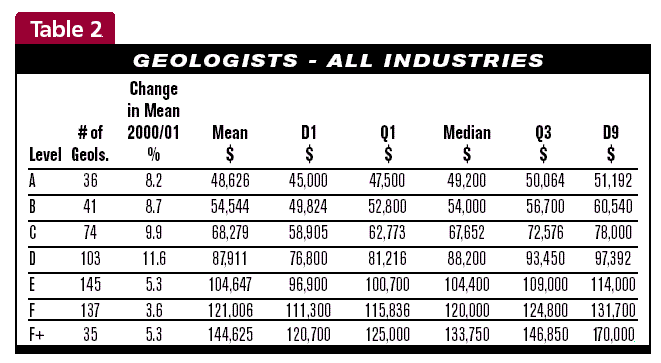 Table 2
GEOLOGISTS - ALL INDUSTRIES
Change
in Mean
# of 2000/01 Mean D1 Q1 Median Q3 D9
Level Geols. % $ $ $ $ $ $
A 36 8.2 48,626 45,000 47,500 49,200 50,064 51,192
B 41 8.7 54,544 49,824 52,800 54,000 56,700 60,540
C 74 9.9 68,279 58,905 62,773 67,652 72,576 78,000
D 103 11.6 87,911 76,800 81,216 88,200 93,450 97,392
E 145 5.3 104,647 96,900 100,700 104,400 109,000 114,000
F 137 3.6 121,006 111,300 115,836 120,000 124,800 131,700
F+ 35 5.3 144,625 120,700 125,000 133,750 146,850 170,000